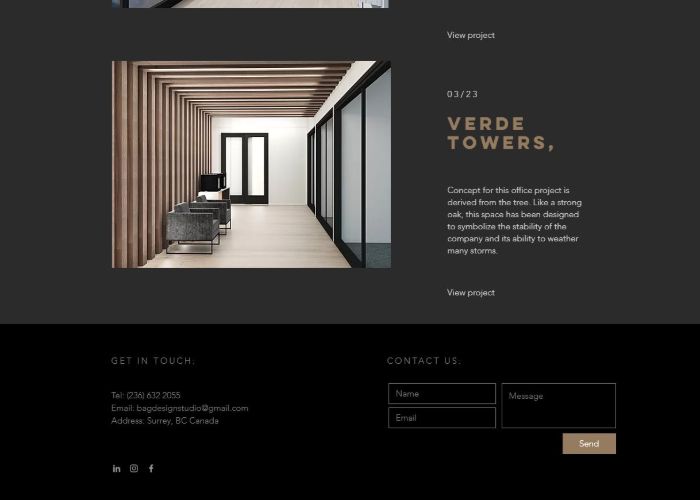 View project
03/23
VERDE
TOWERS,
Concept for this office project is
derived from the tree. Like a strong
oak, this space has been designed
to symbolize the stability of the
company and its ability to weather
many storms.
View project
GET IN TOUCH.
Tel: (236) 632 2055
Email: bagdesignstudio@gmail.com
Address: Surrey, BC Canada
CONTACT US.
Name
Email
Message
Send